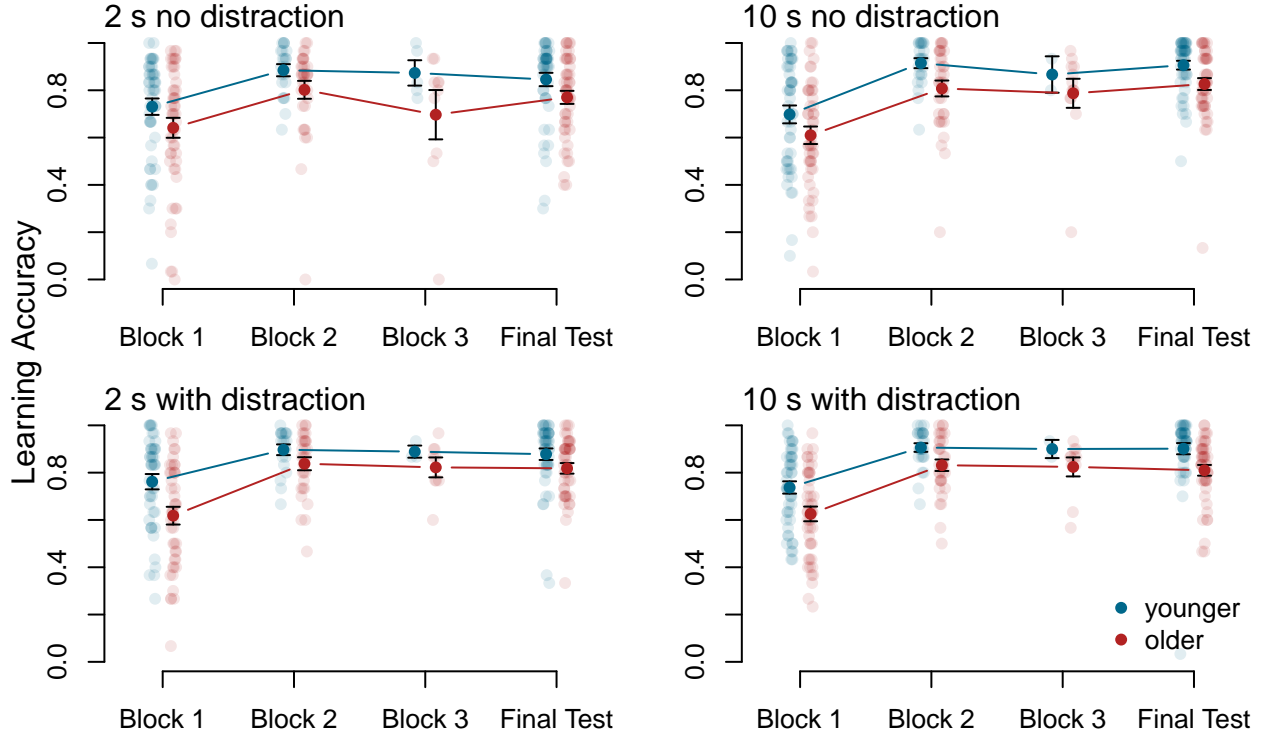 2 s no distraction
10 s no distraction
Learning Accuracy
0.8
0.4
0.0
Block 1 Block 2 Block 3 Final Test
0.8
0.4
0.0
Block 1 Block 2 Block 3 Final Test
2 s with distraction
10 s with distraction
0.8
0.4
0.0
Block 1 Block 2 Block 3 Final Test
0.8
0.4
0.0
younger
older
Block 1 Block 2 Block 3 Final Test